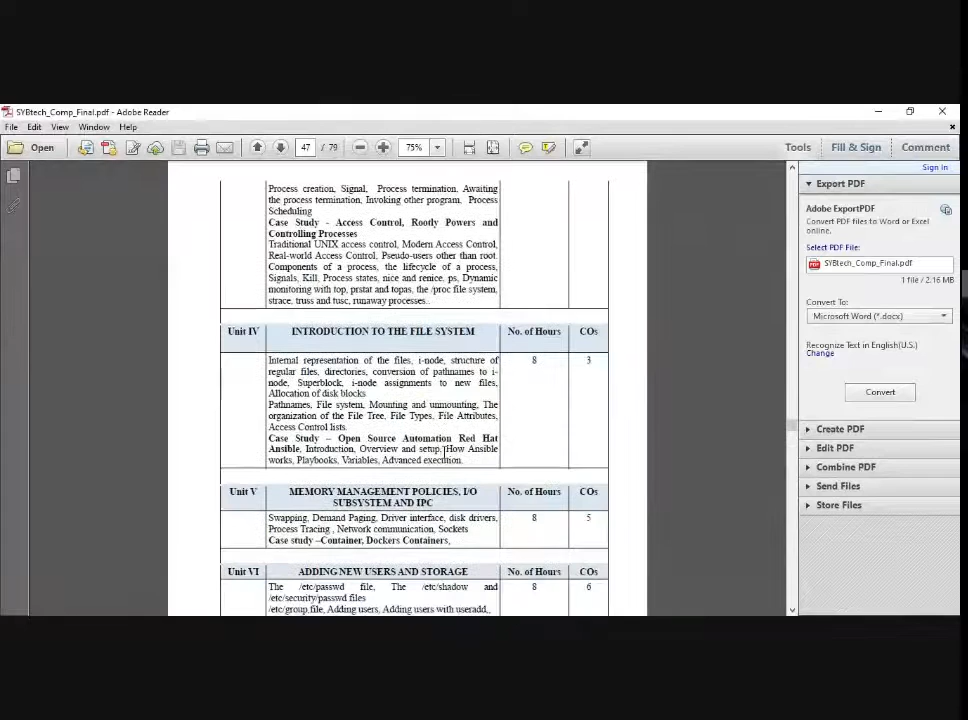 SYBtech_Comp_Final.pdf - Adobe Reader
File Edit View Window Help
Open 47 / 79 75% Tools Fill & Sign Comment
Sign In
Process creation, Signal, Process termination, Awaiting
the process termination, Invoking other program, Process
Scheduling
Case Study - Access Control, Rootly Powers and
Controlling Processes
Traditional UNIX access control, Modern Access Control,
Real-world Access Control, Pseudo-users other than root.
Components of a process, the lifecycle of a process,
Signals, Kill, Process states, nice and renice. ps, Dynamic
monitoring with top, prstat and topas, the /proc file system,
strace, truss and tusc, runaway processes..
Unit IV INTRODUCTION TO THE FILE SYSTEM No. of Hours COs
Internal representation of the files, i-node, structure of 8 3
regular files, directories, conversion of pathnames to i-
node, Superblock, i-node assignments to new files,
Allocation of disk blocks
Pathnames, File system, Mounting and unmounting, The
organization of the File Tree, File Types, File Attributes,
Access Control lists.
Case Study – Open Source Automation Red Hat
Ansible, Introduction, Overview and setup, How Ansible
works, Playbooks, Variables, Advanced execution.
Unit V MEMORY MANAGEMENT POLICIES, I/O No. of Hours COs
SUBSYSTEM AND IPC
Swapping, Demand Paging, Driver interface, disk drivers, 8 5
Process Tracing , Network communication, Sockets
Case study –Container, Dockers Containers,
Unit VI ADDING NEW USERS AND STORAGE No. of Hours COs
The /etc/passwd file, The /etc/shadow and 8 6
/etc/security/passwd files
/etc/group file, Adding users, Adding users with useradd,,
Export PDF
Adobe ExportPDF
Convert PDF files to Word or Excel
online.
Select PDF File:
SYBtech_Comp_Final.pdf
1 file / 2.16 MB
Convert To:
Microsoft Word (*.docx)
Recognize Text in English(U.S.)
Change
Convert
Create PDF
Edit PDF
Combine PDF
Send Files
Store Files